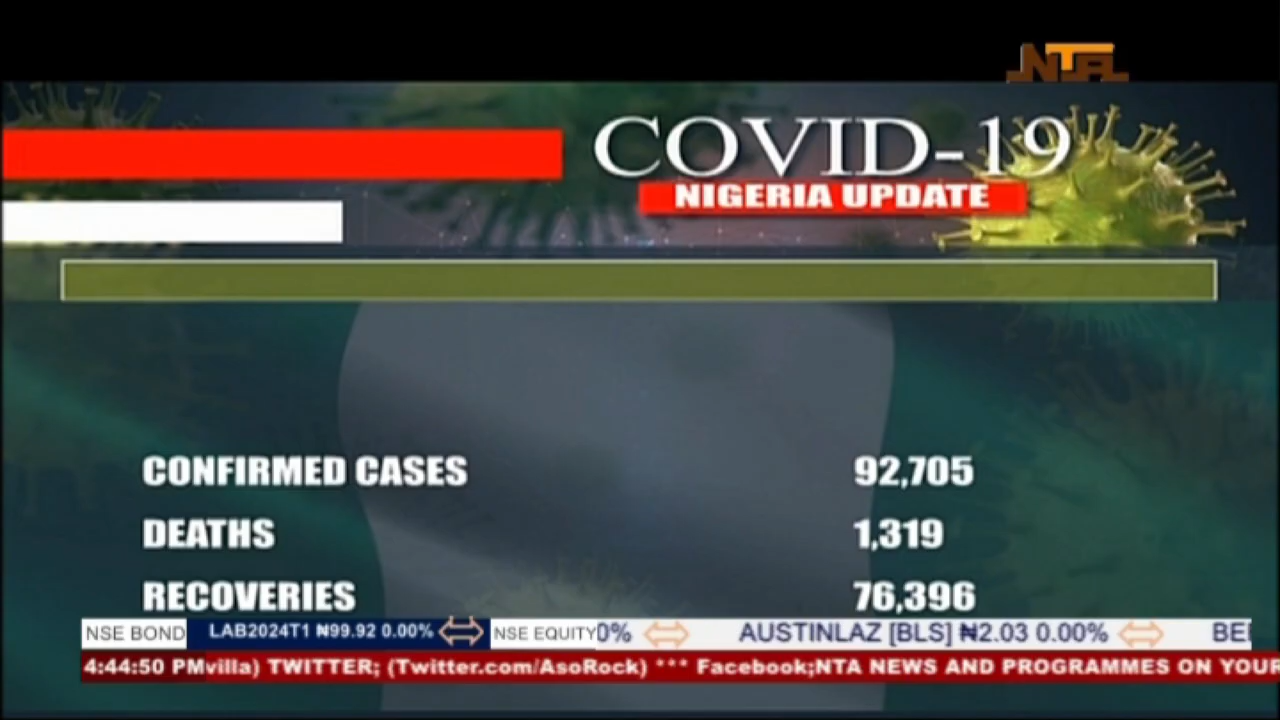 NTA
COVID-19
NIGERIA UPDATE
CONFIRMED CASES 92,705
DEATHS 1,319
RECOVERIES 76,396
NSE BOND LAB2024T1 ₦99.92 0.00% NSE EQUITY 0% AUSTINLAZ [BLS] ₦2.03 0.00%
4:44:50 PM villa) TWITTER; (Twitter.com/AsoRock) *** Facebook;NTA NEWS AND PROGRAMMES ON YOUR